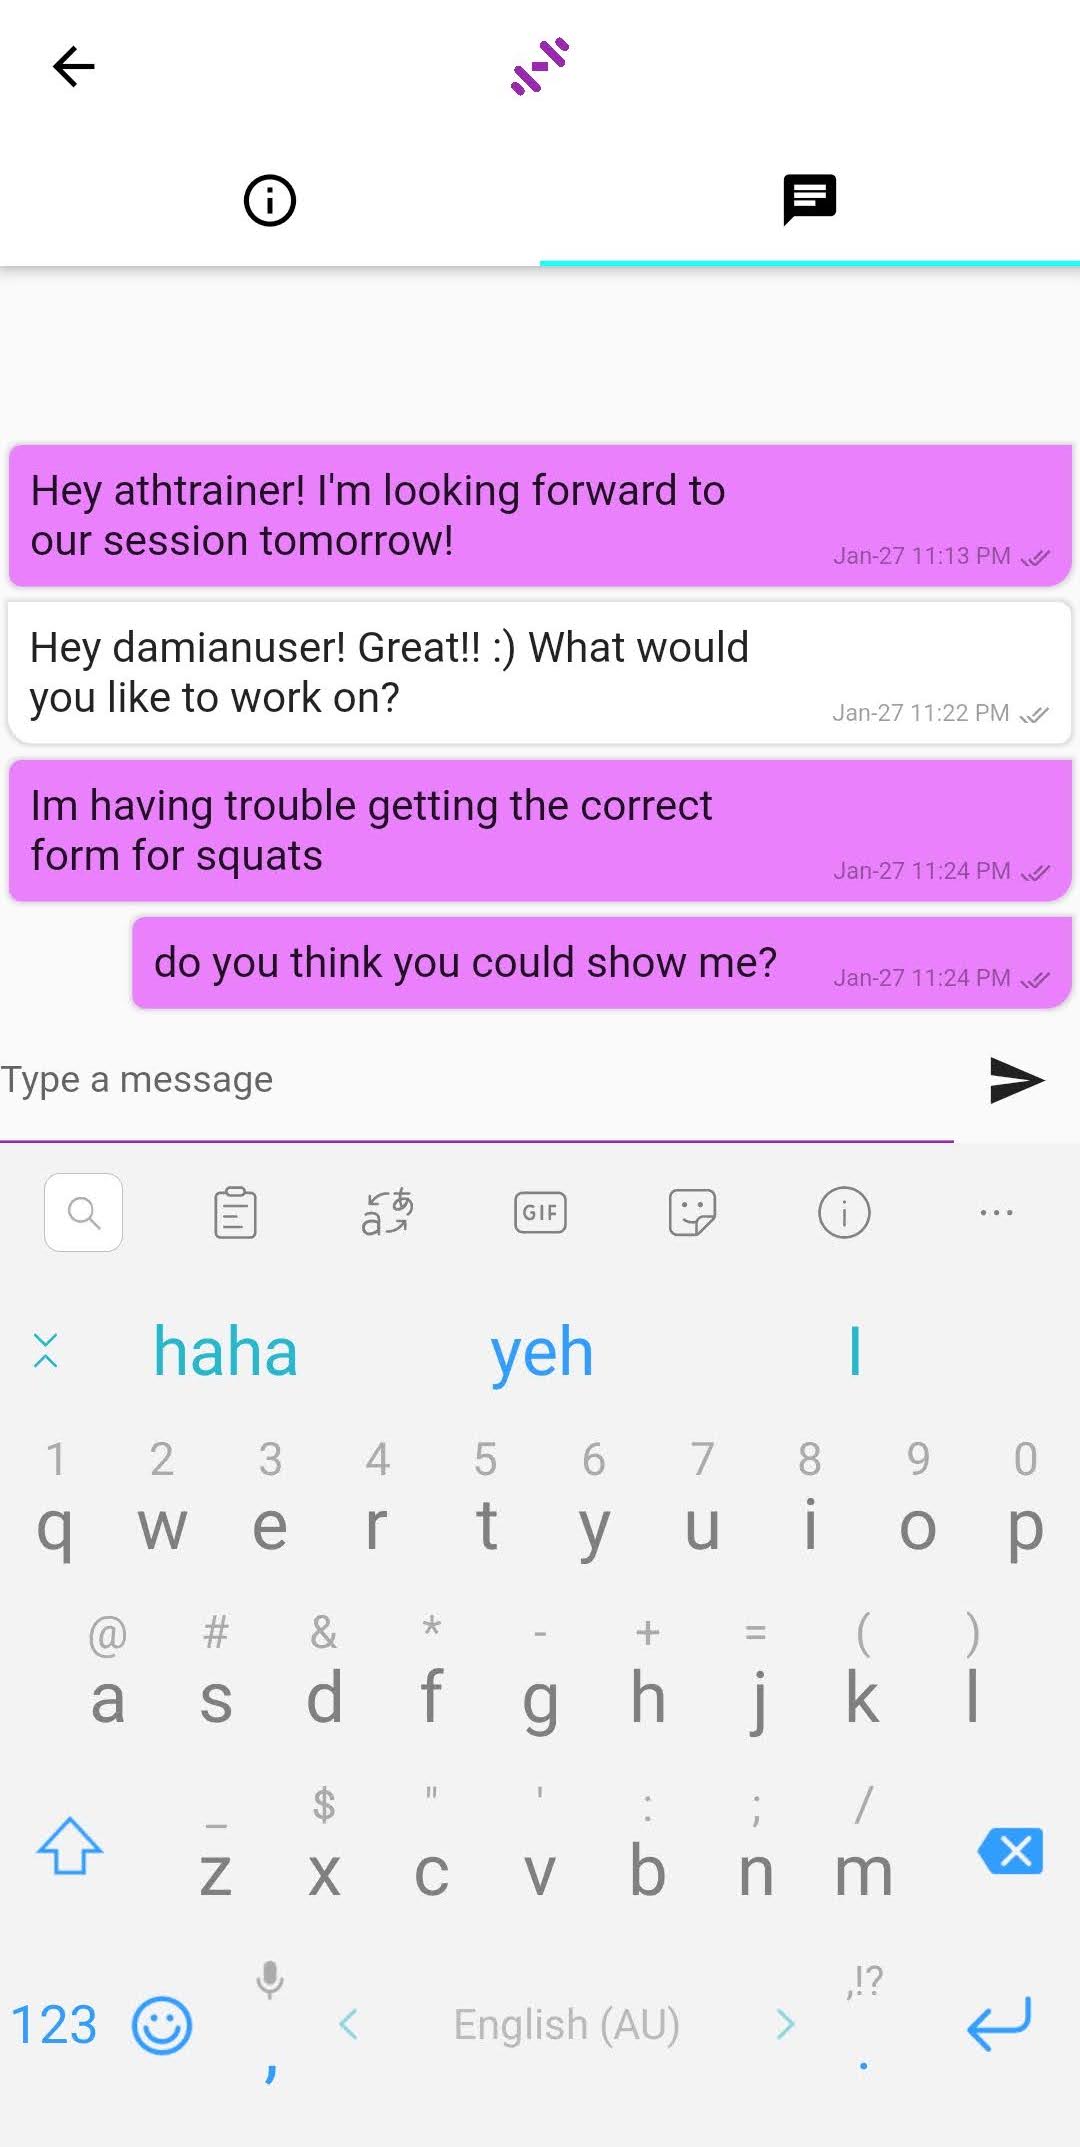 Hey athtrainer! I'm looking forward to
our session tomorrow!
Jan-27 11:13 PM
Hey damianuser! Great!! :) What would
you like to work on?
Jan-27 11:22 PM
Im having trouble getting the correct
form for squats
Jan-27 11:24 PM
do you think you could show me?
Jan-27 11:24 PM
Type a message
aあ GIF
haha yeh I
1 2 3 4 5 6 7 8 9 0
q w e r t y u i o p
@ # & * - + = ( )
a s d f g h j k l
_ $ " ' : ; /
z x c v b n m
,!?
123 , English (AU) .